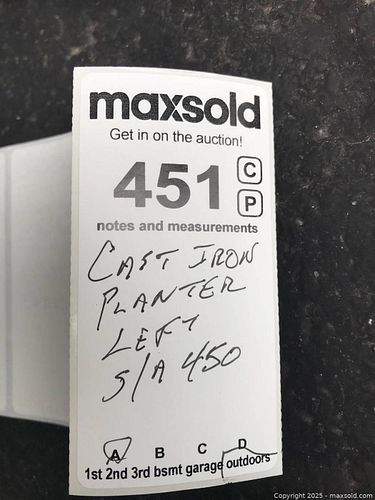 maxsold
Get in on the auction!
451 C
P
notes and measurements
CAST IRON
PLANTER
LEFT
S/A 450
A B C D
1st 2nd 3rd bsmt garage outdoors
Copyright 2025 - maxsold.com